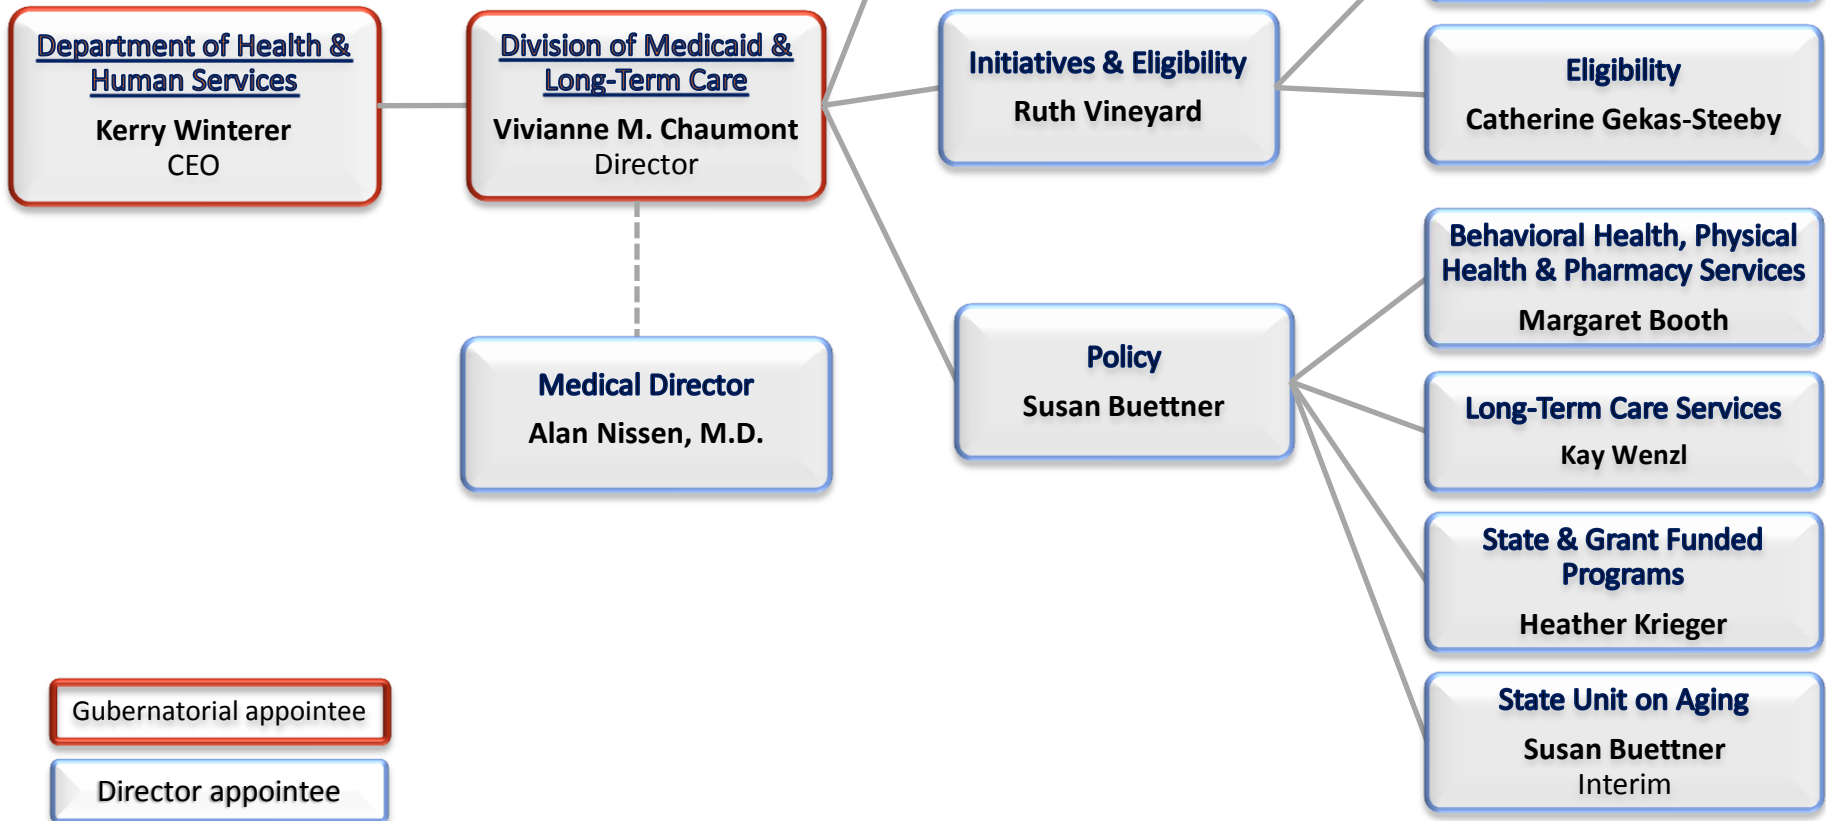 Department of Health &
Human Services
Kerry Winterer
CEO
Division of Medicaid &
Long-Term Care
Vivianne M. Chaumont
Director
Medical Director
Alan Nissen, M.D.
Initiatives & Eligibility
Ruth Vineyard
Policy
Susan Buettner
Eligibility
Catherine Gekas-Steeby
Behavioral Health, Physical
Health & Pharmacy Services
Margaret Booth
Long-Term Care Services
Kay Wenzl
State & Grant Funded
Programs
Heather Krieger
State Unit on Aging
Susan Buettner
Interim
Gubernatorial appointee
Director appointee